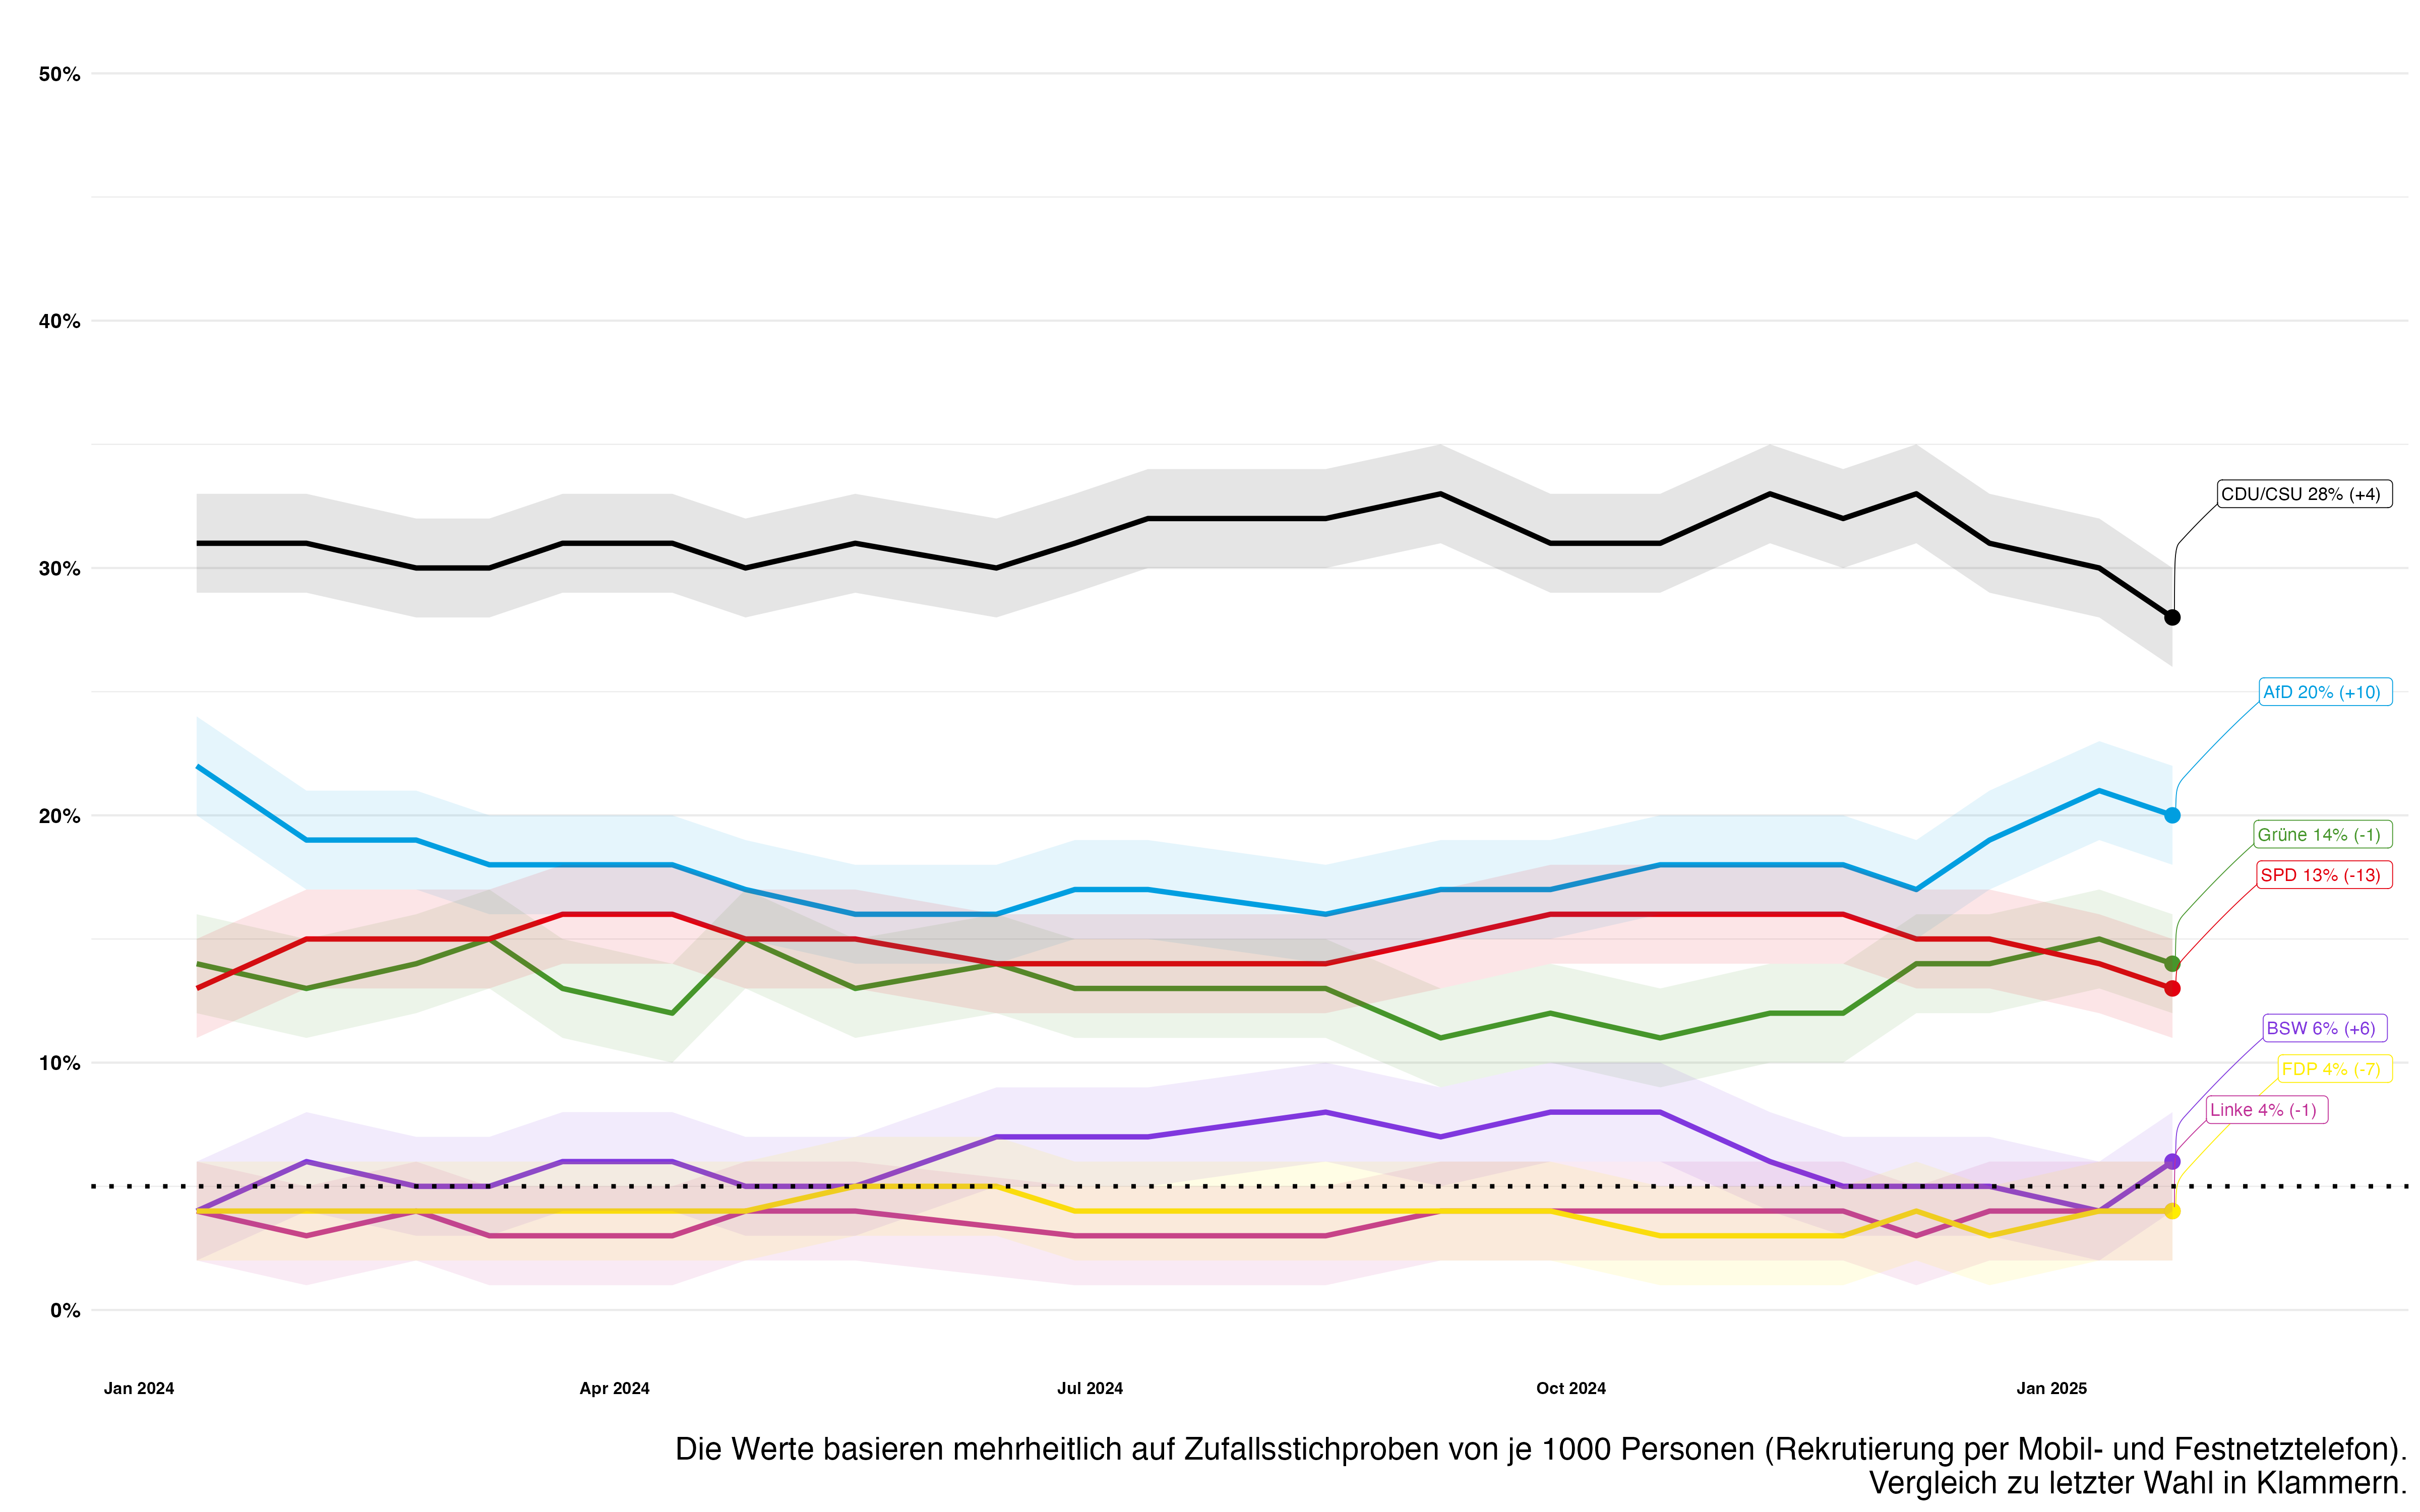 50%
40%
30%
20%
10%
0%
CDU/CSU 28% (+4)
AfD 20% (+10)
Grüne 14% (-1)
SPD 13% (-13)
BSW 6% (+6)
FDP 4% (-7)
Linke 4% (-1)
Jan 2024
Apr 2024
Jul 2024
Oct 2024
Jan 2025
Die Werte basieren mehrheitlich auf Zufallsstichproben von je 1000 Personen (Rekrutierung per Mobil- und Festnetztelefon).
Vergleich zu letzter Wahl in Klammern.